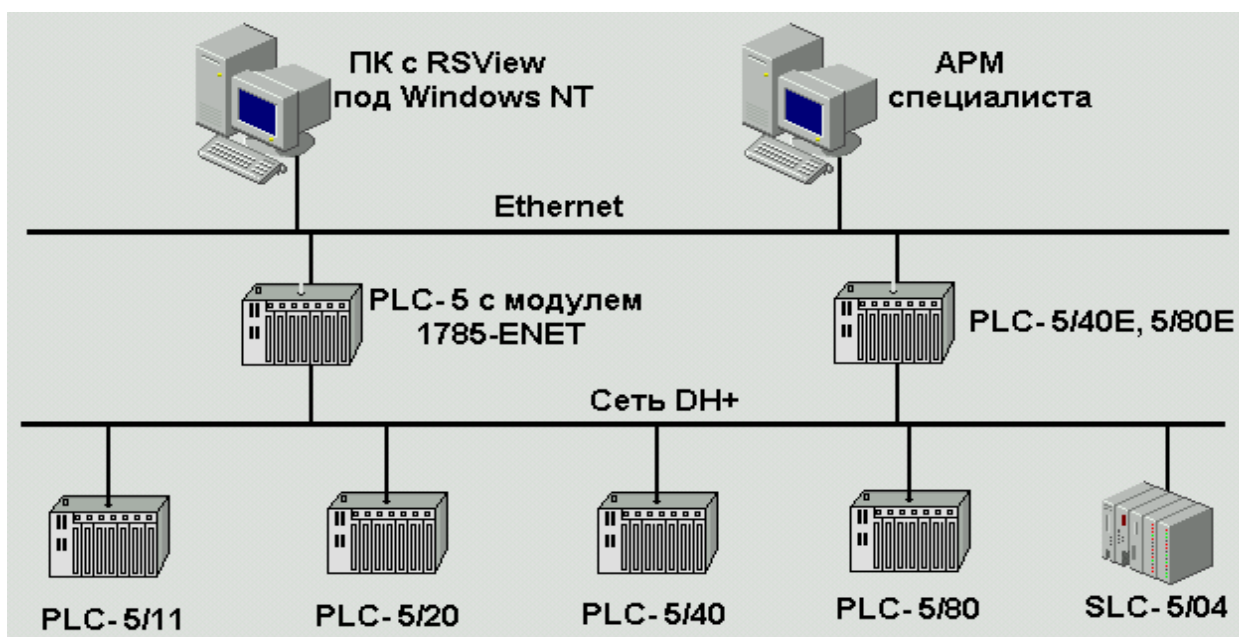 ПК с RSView
под Windows NT
АРМ
специалиста
Ethernet
PLC- 5 с модулем
1785-ENET
PLC- 5/40E, 5/80E
Сеть DH+
PLC- 5/11
PLC- 5/20
PLC- 5/40
PLC- 5/80
SLC- 5/04